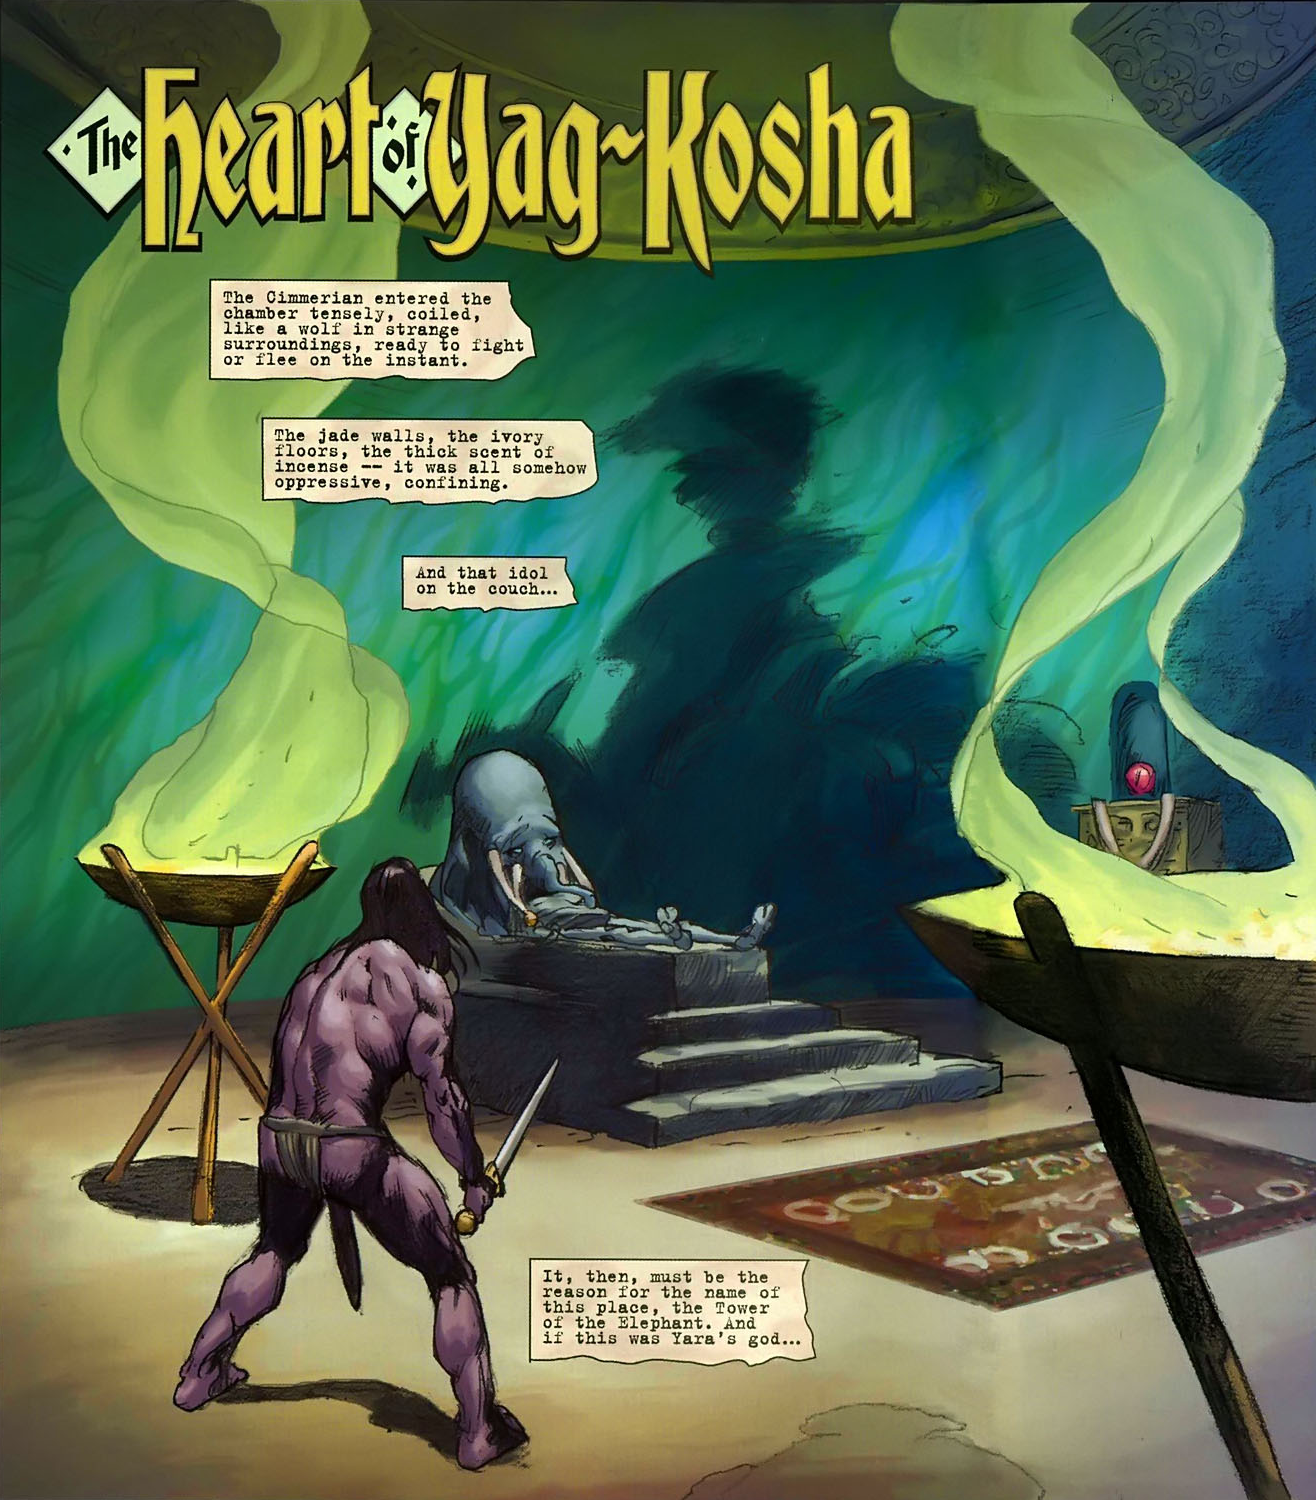 The Heart of Yag~Kosha
The Cimmerian entered the
chamber tensely, coiled,
like a wolf in strange
surroundings, ready to fight
or flee on the instant.
The jade walls, the ivory
floors, the thick scent of
incense -- it was all somehow
oppressive, confining.
And that idol
on the couch...
It, then, must be the
reason for the name of
this place, the Tower
of the Elephant. And
if this was Yara's god...